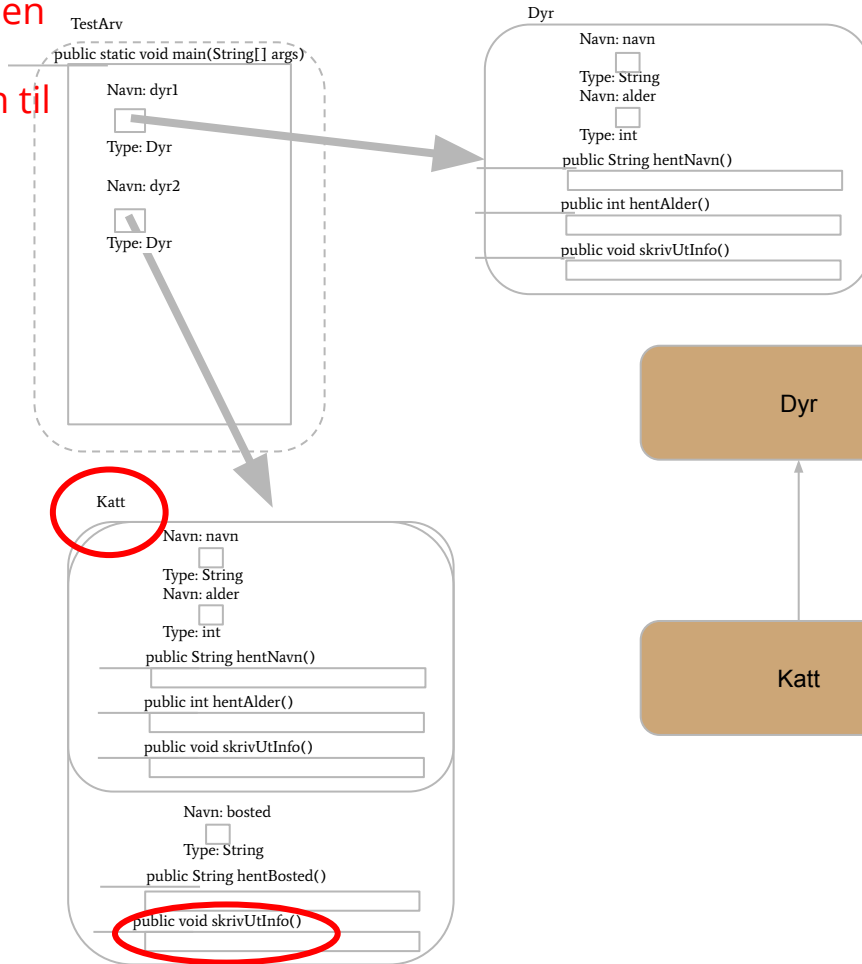 en
n til
TestArv
public static void main(String[] args)
Navn: dyr1
Type: Dyr
Navn: dyr2
Type: Dyr
Dyr
Navn: navn
Type: String
Navn: alder
Type: int
public String hentNavn()
public int hentAlder()
public void skrivUtInfo()
Dyr
Katt
Katt
Navn: navn
Type: String
Navn: alder
Type: int
public String hentNavn()
public int hentAlder()
public void skrivUtInfo()
Navn: bosted
Type: String
public String hentBosted()
public void skrivUtInfo()